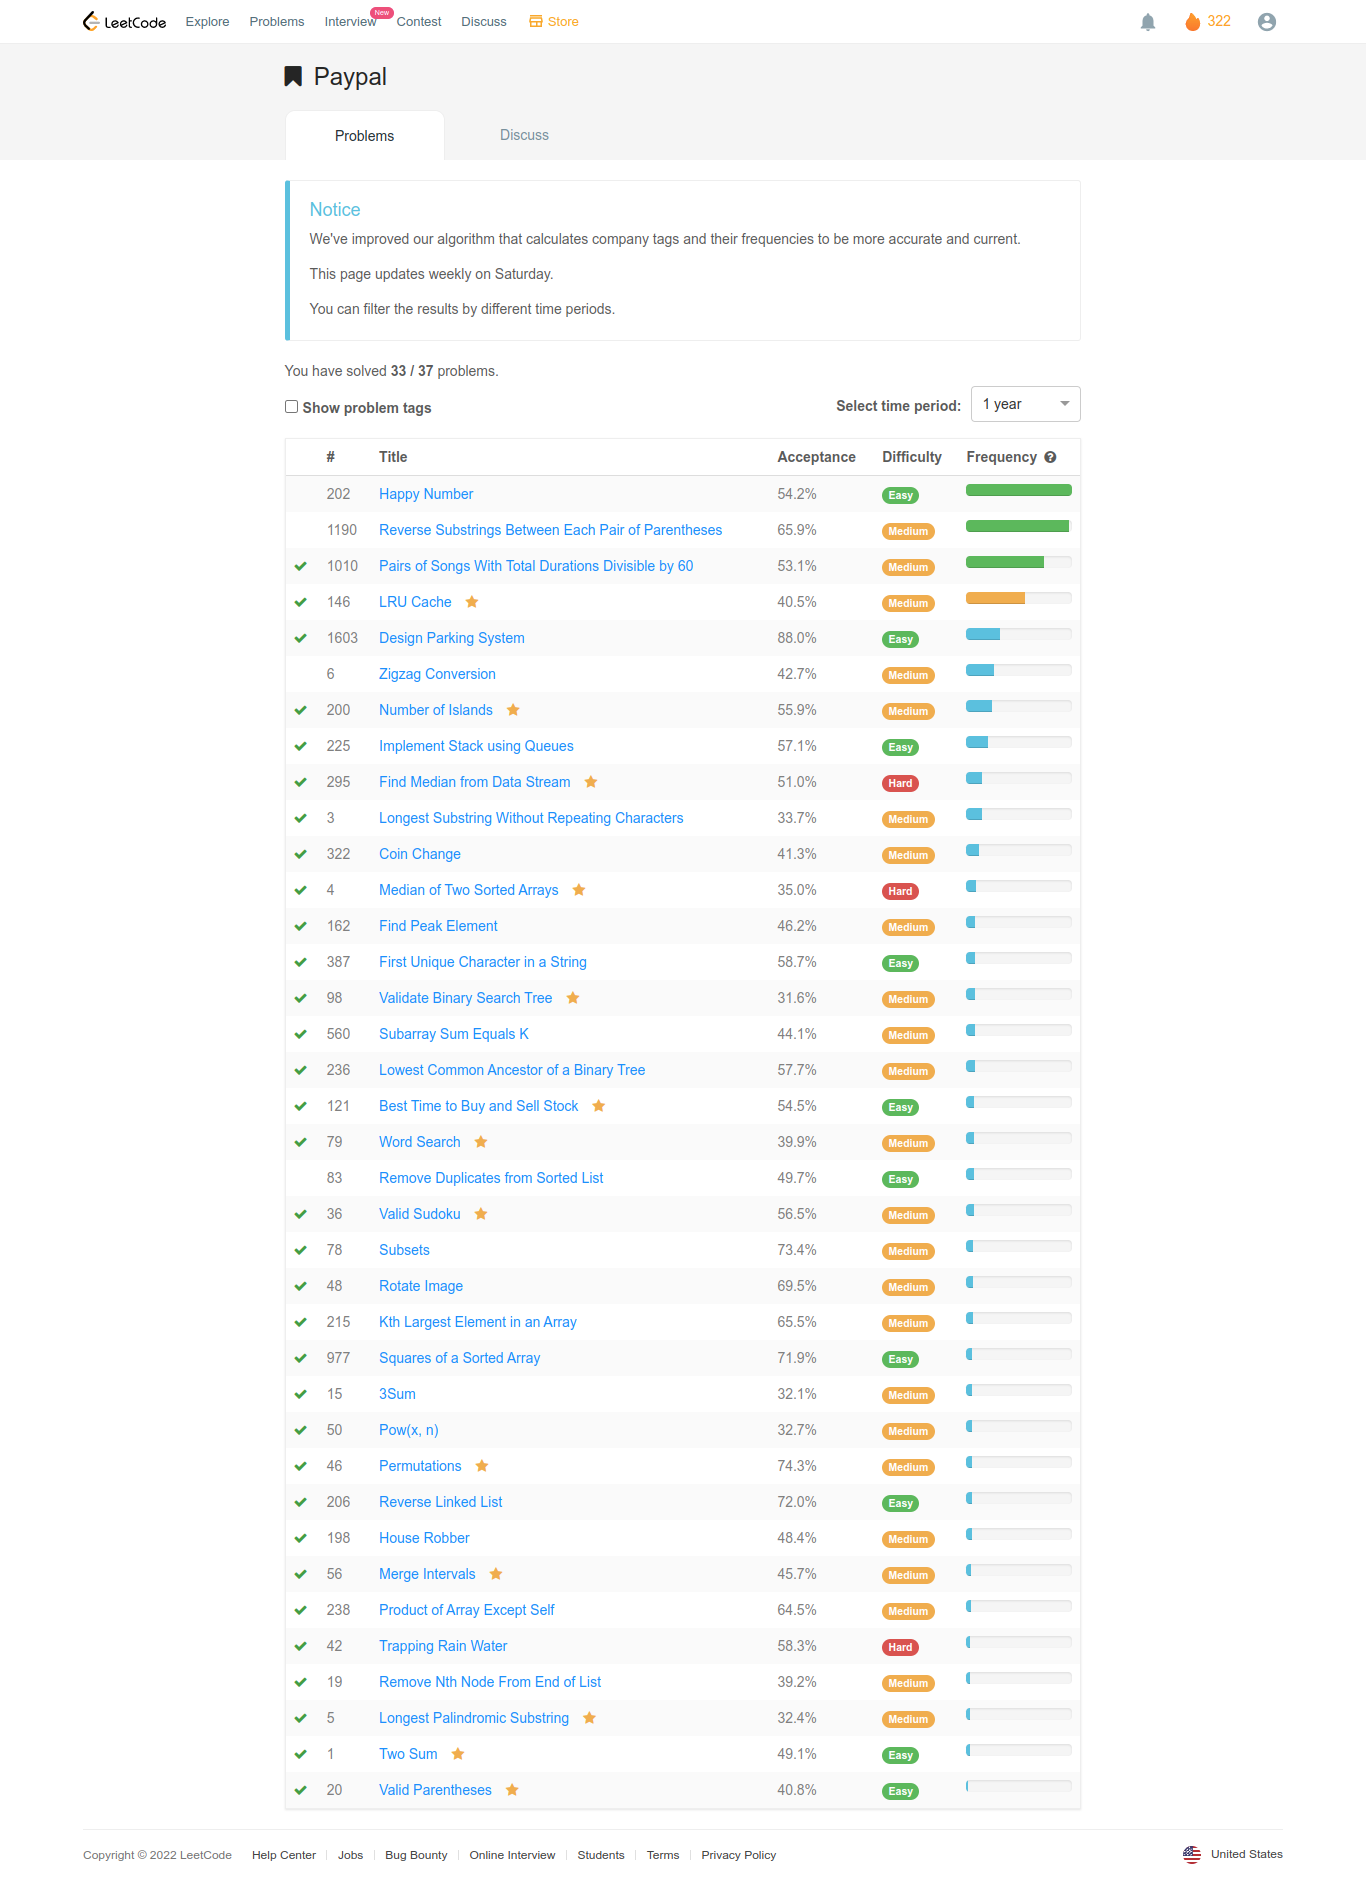 LeetCode Explore Problems Interview New Contest Discuss Store 322
Paypal
Problems Discuss
Notice
We've improved our algorithm that calculates company tags and their frequencies to be more accurate and current.
This page updates weekly on Saturday.
You can filter the results by different time periods.
You have solved 33 / 37 problems.
Show problem tags Select time period: 1 year
# Title Acceptance Difficulty Frequency ?
202 Happy Number 54.2% Easy
1190 Reverse Substrings Between Each Pair of Parentheses 65.9% Medium
1010 Pairs of Songs With Total Durations Divisible by 60 53.1% Medium
146 LRU Cache 40.5% Medium
1603 Design Parking System 88.0% Easy
6 Zigzag Conversion 42.7% Medium
200 Number of Islands 55.9% Medium
225 Implement Stack using Queues 57.1% Easy
295 Find Median from Data Stream 51.0% Hard
3 Longest Substring Without Repeating Characters 33.7% Medium
322 Coin Change 41.3% Medium
4 Median of Two Sorted Arrays 35.0% Hard
162 Find Peak Element 46.2% Medium
387 First Unique Character in a String 58.7% Easy
98 Validate Binary Search Tree 31.6% Medium
560 Subarray Sum Equals K 44.1% Medium
236 Lowest Common Ancestor of a Binary Tree 57.7% Medium
121 Best Time to Buy and Sell Stock 54.5% Easy
79 Word Search 39.9% Medium
83 Remove Duplicates from Sorted List 49.7% Easy
36 Valid Sudoku 56.5% Medium
78 Subsets 73.4% Medium
48 Rotate Image 69.5% Medium
215 Kth Largest Element in an Array 65.5% Medium
977 Squares of a Sorted Array 71.9% Easy
15 3Sum 32.1% Medium
50 Pow(x, n) 32.7% Medium
46 Permutations 74.3% Medium
206 Reverse Linked List 72.0% Easy
198 House Robber 48.4% Medium
56 Merge Intervals 45.7% Medium
238 Product of Array Except Self 64.5% Medium
42 Trapping Rain Water 58.3% Hard
19 Remove Nth Node From End of List 39.2% Medium
5 Longest Palindromic Substring 32.4% Medium
1 Two Sum 49.1% Easy
20 Valid Parentheses 40.8% Easy
Copyright © 2022 LeetCode Help Center Jobs Bug Bounty Online Interview Students Terms Privacy Policy United States